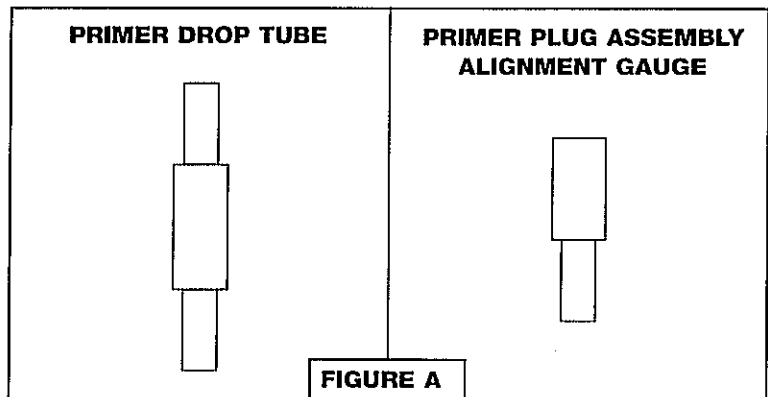 PRIMER DROP TUBE
PRIMER PLUG ASSEMBLY
ALIGNMENT GAUGE
FIGURE A